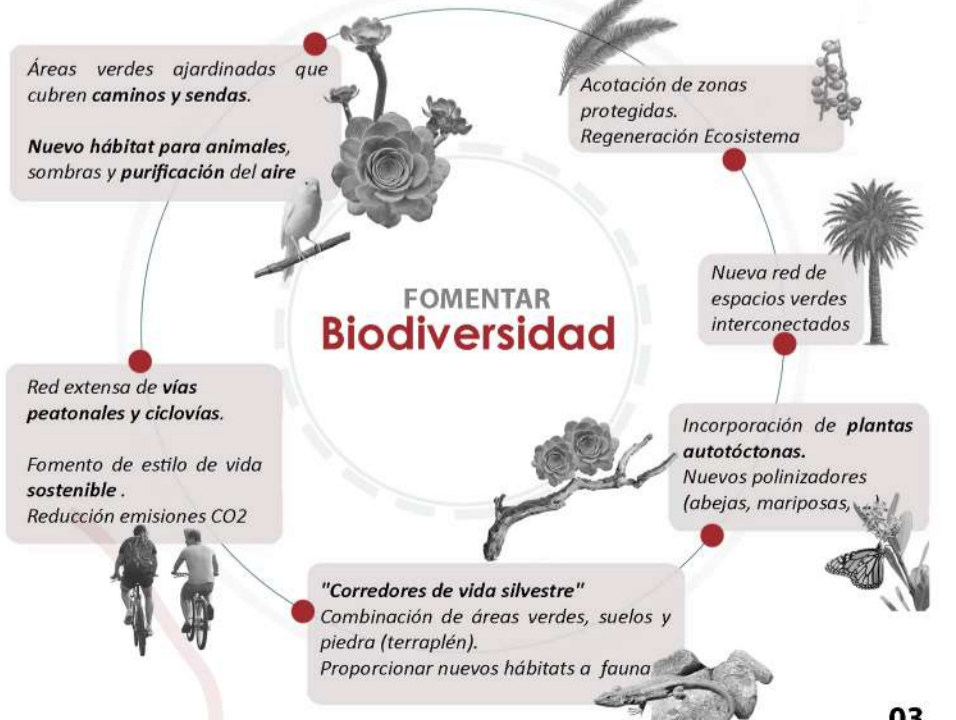 Áreas verdes ajardinadas que
cubren caminos y sendas.
Nuevo hábitat para animales,
sombras y purificación del aire
Acotación de zonas
protegidas.
Regeneración Ecosistema
Nueva red de
espacios verdes
interconectados
FOMENTAR
Biodiversidad
Red extensa de vías
peatonales y ciclovías.
Fomento de estilo de vida
sostenible .
Reducción emisiones CO2
Incorporación de plantas
autotóctonas.
Nuevos polinizadores
(abejas, mariposas,
"Corredores de vida silvestre"
Combinación de áreas verdes, suelos y
piedra (terraplén).
Proporcionar nuevos hábitats a fauna
03